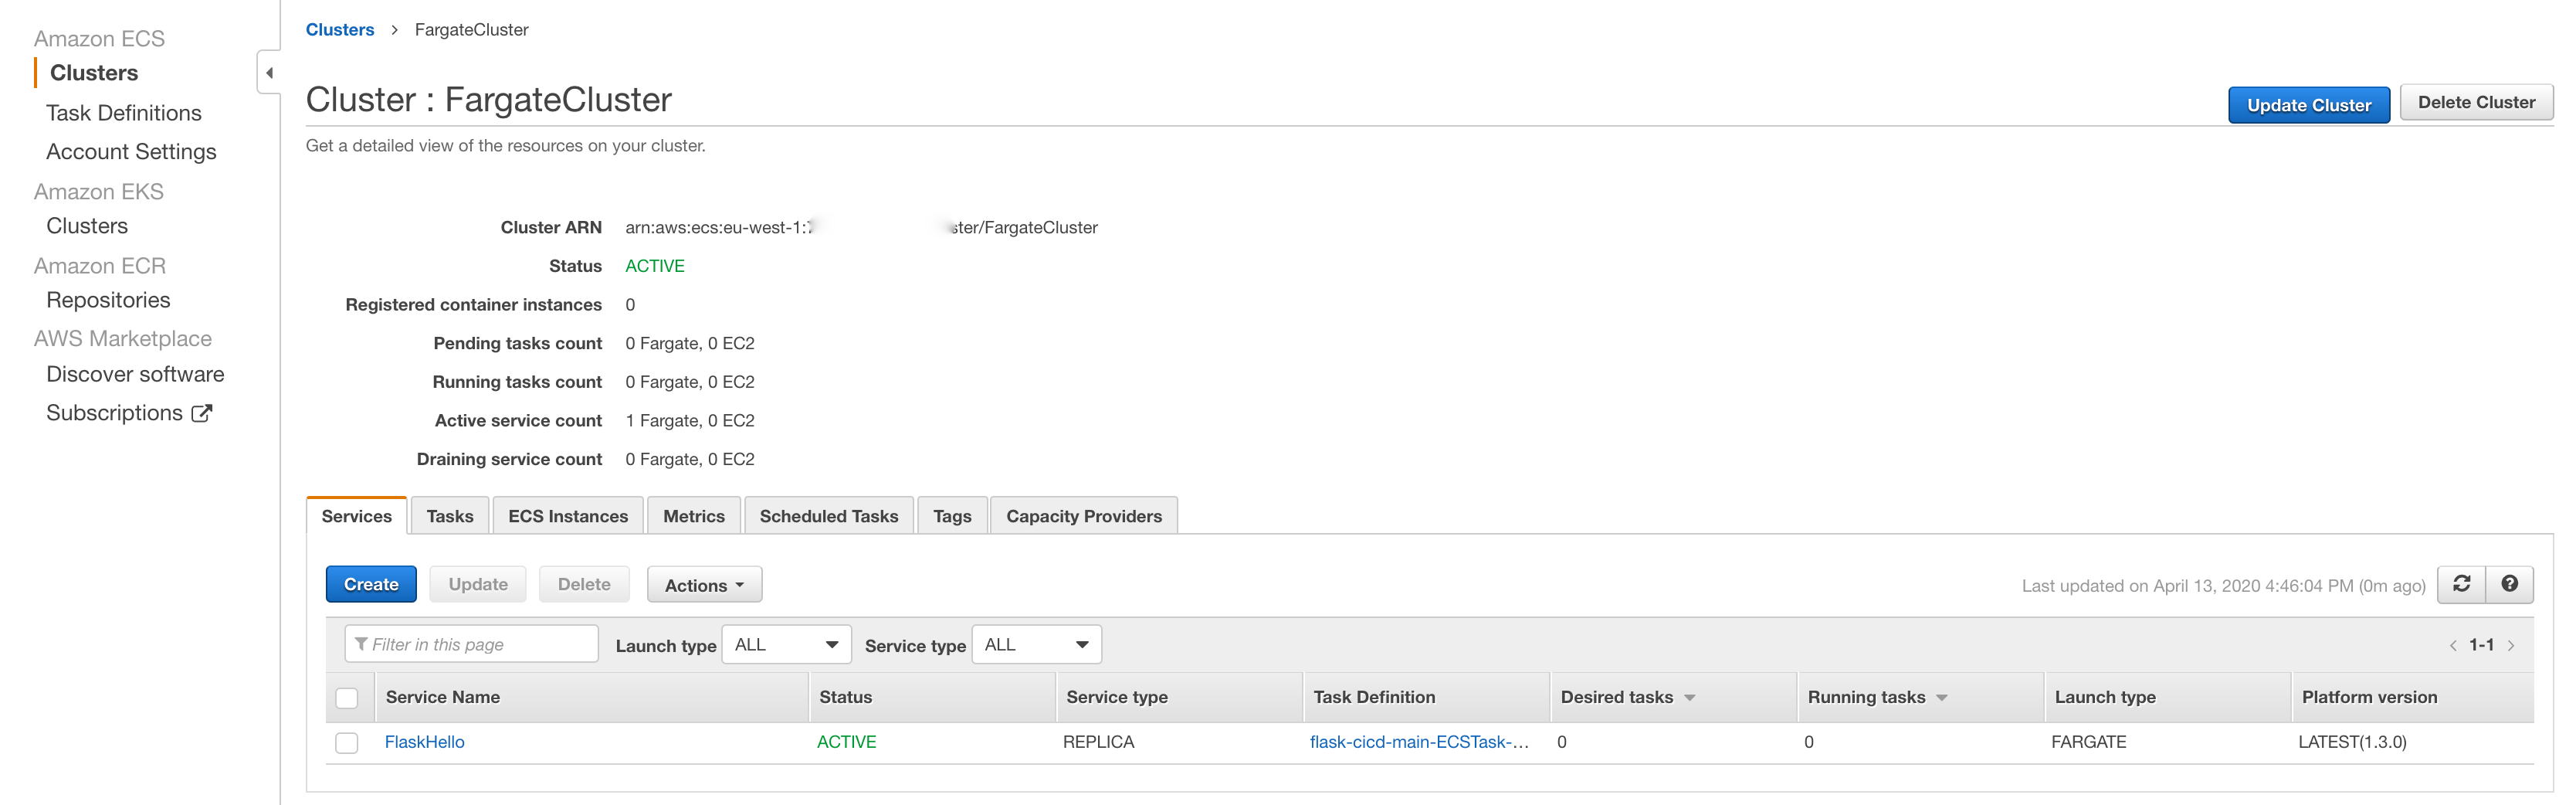 Amazon ECS
Clusters
Task Definitions
Account Settings
Amazon EKS
Clusters
Amazon ECR
Repositories
AWS Marketplace
Discover software
Subscriptions
Clusters > FargateCluster
Cluster : FargateCluster
Update Cluster Delete Cluster
Get a detailed view of the resources on your cluster.
Cluster ARN arn:aws:ecs:eu-west-1: ster/FargateCluster
Status ACTIVE
Registered container instances 0
Pending tasks count 0 Fargate, 0 EC2
Running tasks count 0 Fargate, 0 EC2
Active service count 1 Fargate, 0 EC2
Draining service count 0 Fargate, 0 EC2
Services Tasks ECS Instances Metrics Scheduled Tasks Tags Capacity Providers
Create Update Delete Actions Last updated on April 13, 2020 4:46:04 PM (0m ago)
Filter in this page Launch type ALL Service type ALL < 1-1 >
Service Name Status Service type Task Definition Desired tasks Running tasks Launch type Platform version
FlaskHello ACTIVE REPLICA flask-cicd-main-ECSTask-... 0 0 FARGATE LATEST(1.3.0)